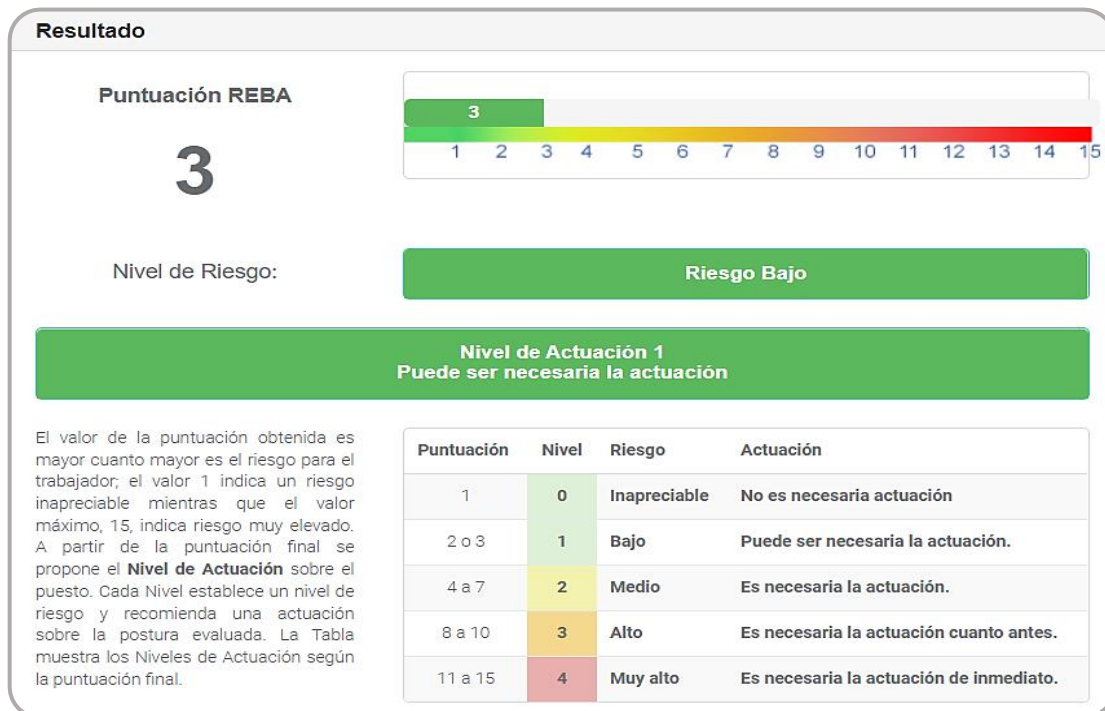 Resultado
Puntuación REBA
3
3
1 2 3 4 5 6 7 8 9 10 11 12 13 14 15
Nivel de Riesgo:
Riesgo Bajo
Nivel de Actuación 1
Puede ser necesaria la actuación
El valor de la puntuación obtenida es
mayor cuanto mayor es el riesgo para el
trabajador; el valor 1 indica un riesgo
inapreciable mientras que el valor
máximo, 15, indica riesgo muy elevado.
A partir de la puntuación final se
propone el Nivel de Actuación sobre el
puesto. Cada Nivel establece un nivel de
riesgo y recomienda una actuación
sobre la postura evaluada. La Tabla
muestra los Niveles de Actuación según
la puntuación final.
Puntuación Nivel Riesgo Actuación
1 0 Inapreciable No es necesaria actuación
2 o 3 1 Bajo Puede ser necesaria la actuación.
4 a 7 2 Medio Es necesaria la actuación.
8 a 10 3 Alto Es necesaria la actuación cuanto antes.
11 a 15 4 Muy alto Es necesaria la actuación de inmediato.